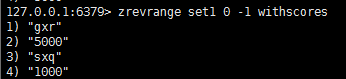 127.0.0.1:6379> zrevrange set1 0 -1 withscores
1) "gxr"
2) "5000"
3) "sxq"
4) "1000"